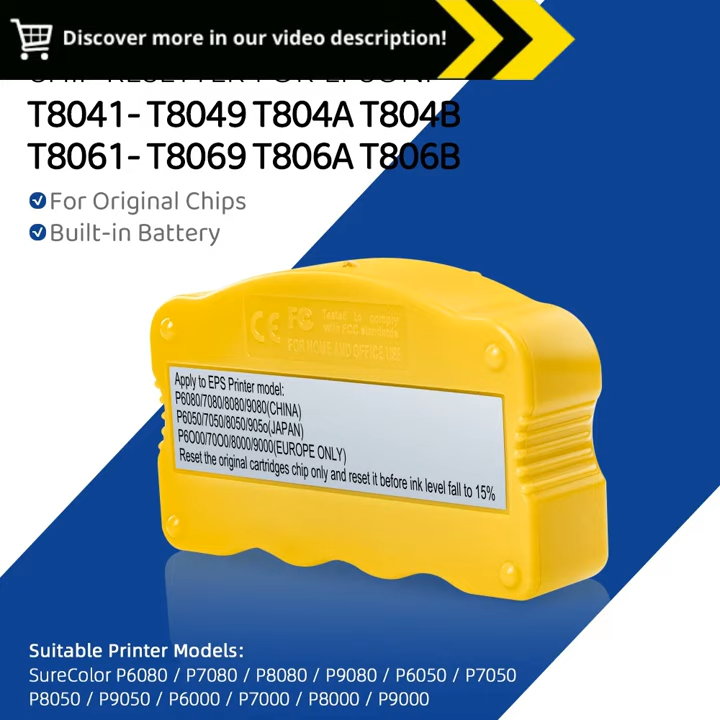 Discover more in our video description!
CHIP RESETTER FOR EPSON:
T8041- T8049 T804A T804B
T8061- T8069 T806A T806B
For Original Chips
Built-in Battery
CE FC Tested to comply
with FCC standards
FOR HOME AND OFFICE USE
Apply to EPS Printer model:
P6080/7080/8080/9080(CHINA)
P6050/7050/8050/905o(JAPAN)
P6O00/70O0/8000/9000(EUROPE ONLY)
Reset the original cartridges chip only and reset it before ink level fall to 15%
Suitable Printer Models:
SureColor P6080 / P7080 / P8080 / P9080 / P6050 / P7050
P8050 / P9050 / P6000 / P7000 / P8000 / P9000